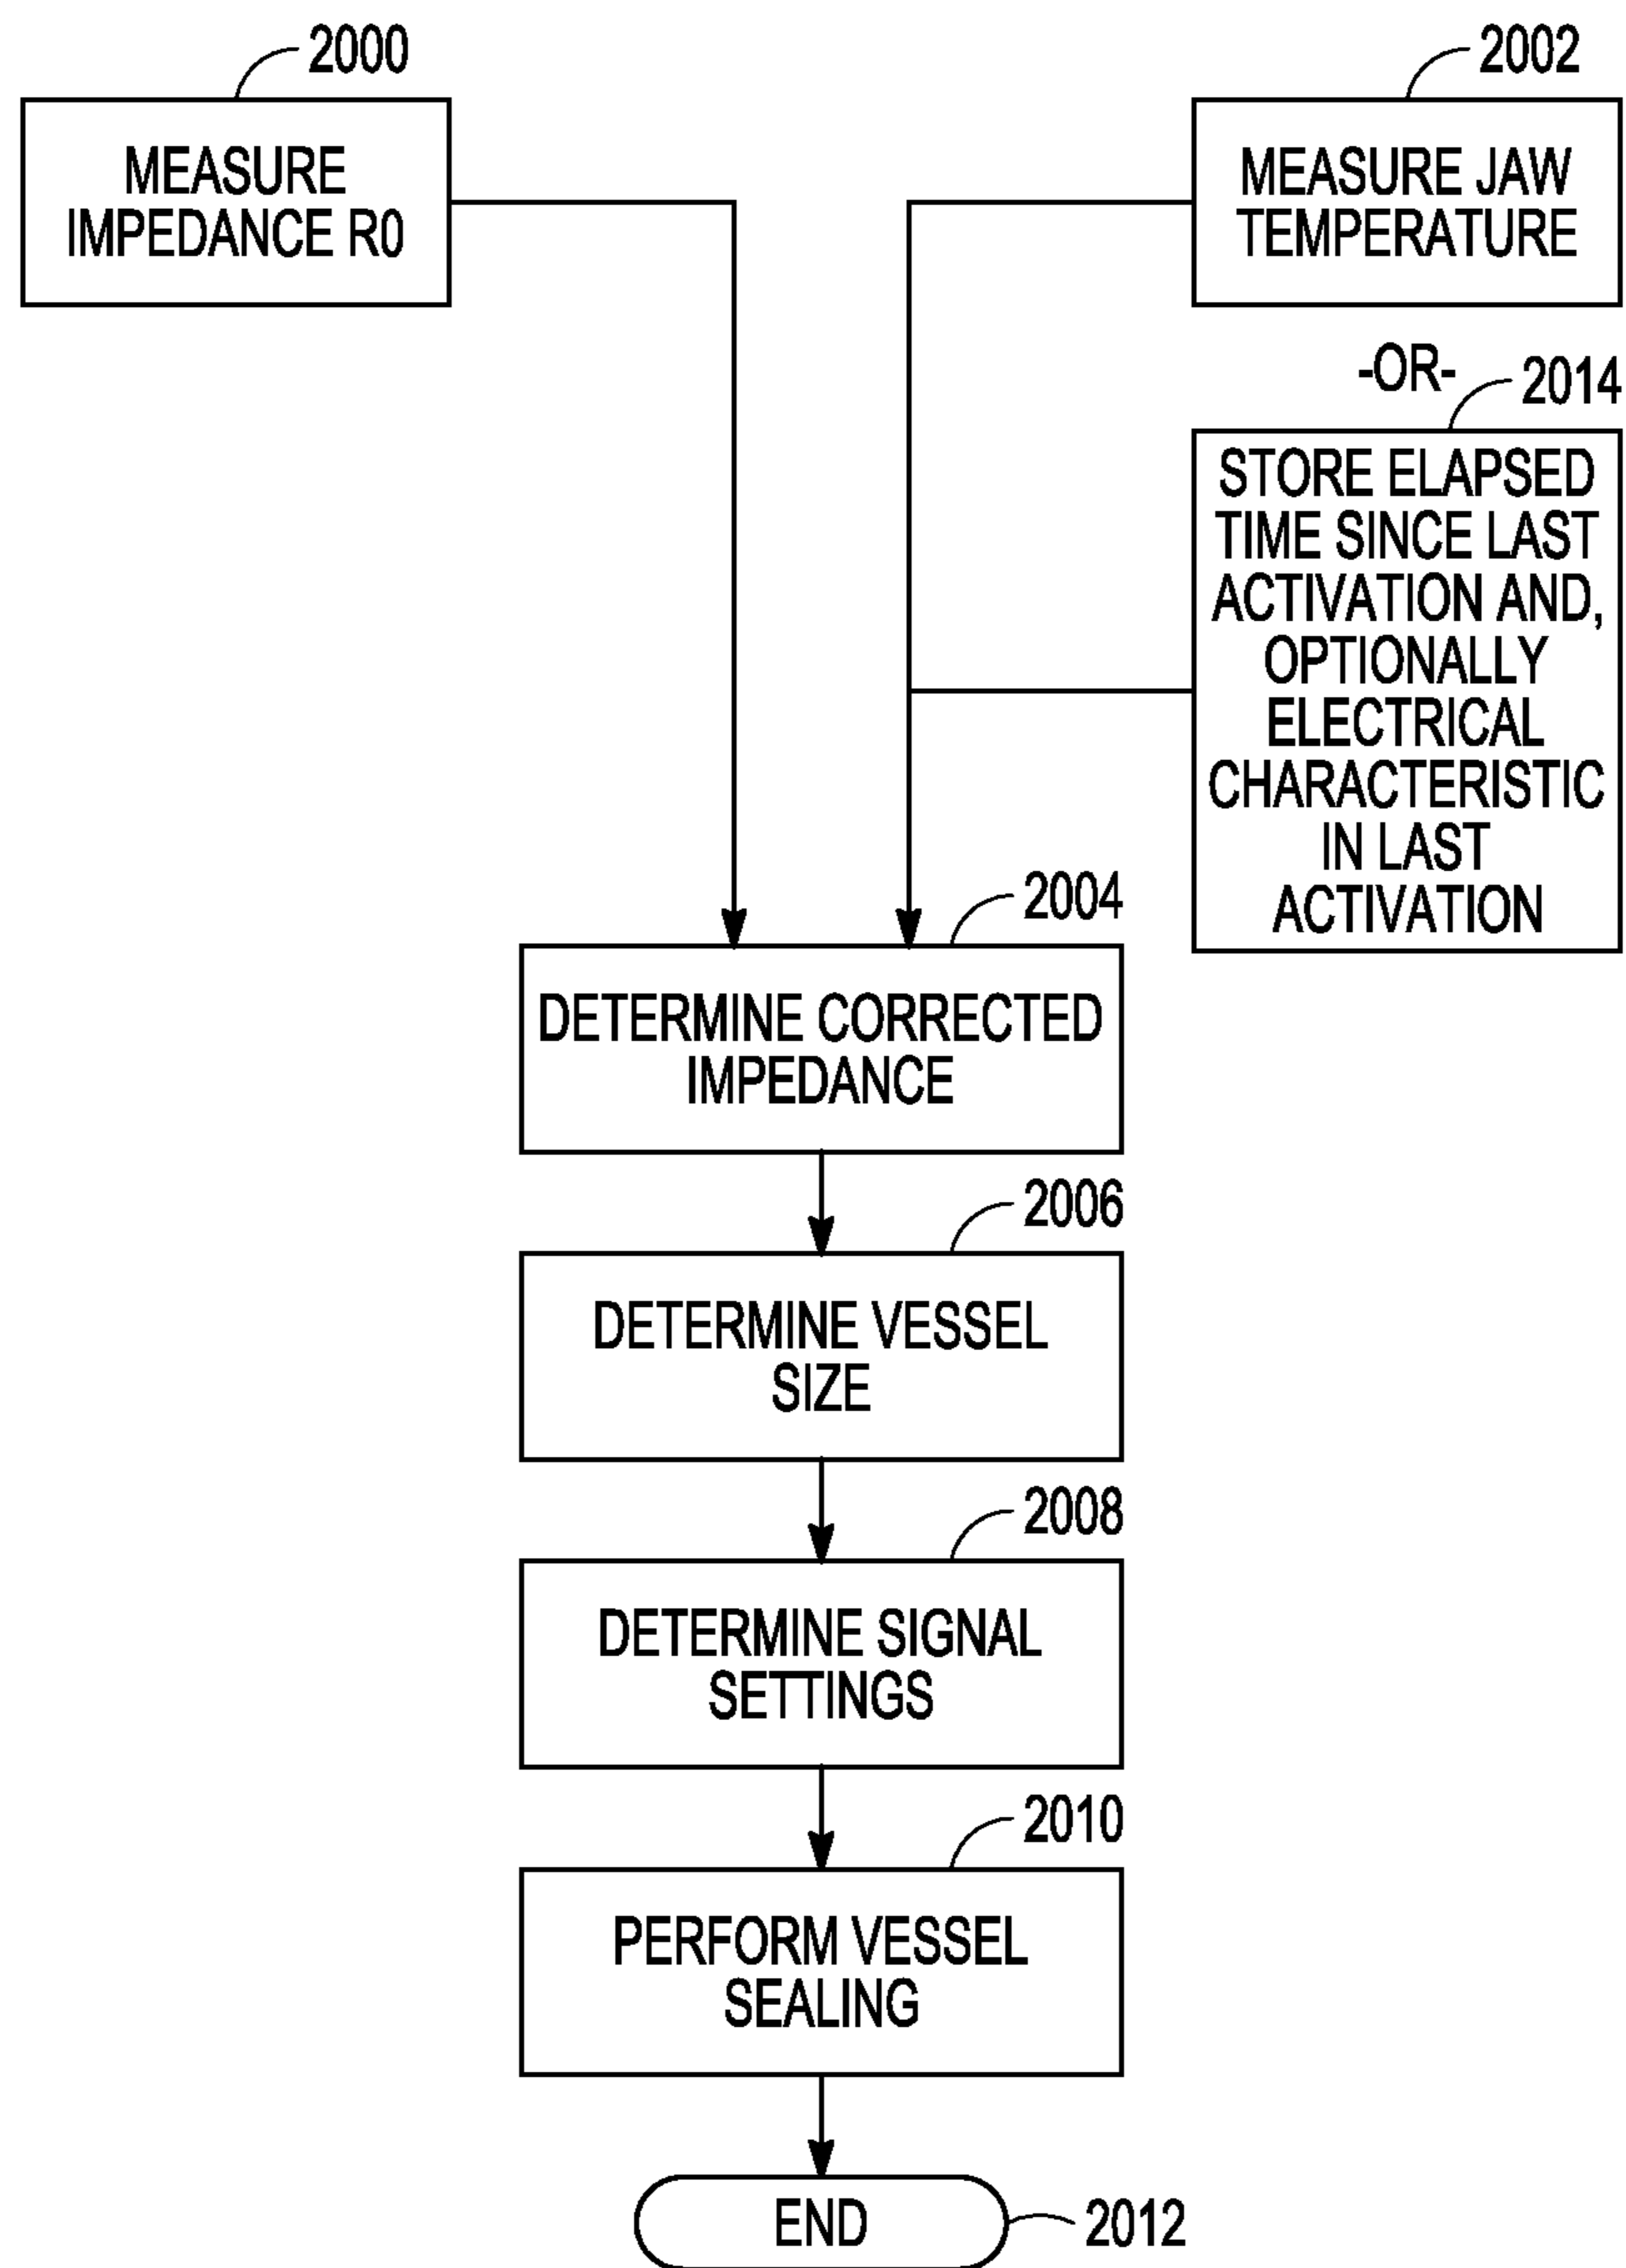 2000
MEASURE
IMPEDANCE R0
2002
MEASURE JAW
TEMPERATURE
-OR-
2014
STORE ELAPSED
TIME SINCE LAST
ACTIVATION AND,
OPTIONALLY
ELECTRICAL
CHARACTERISTIC
IN LAST
ACTIVATION
2004
DETERMINE CORRECTED
IMPEDANCE
2006
DETERMINE VESSEL
SIZE
2008
DETERMINE SIGNAL
SETTINGS
2010
PERFORM VESSEL
SEALING
END
2012